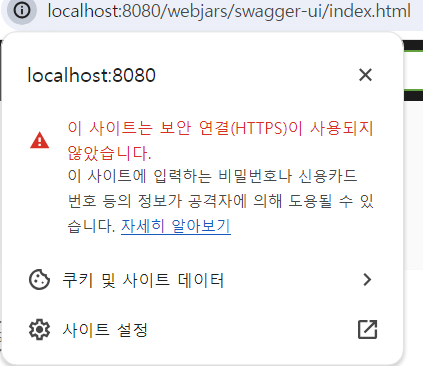 localhost:8080/webjars/swagger-ui/index.html
localhost:8080
이 사이트는 보안 연결(HTTPS)이 사용되지
않았습니다.
이 사이트에 입력하는 비밀번호나 신용카드
번호 등의 정보가 공격자에 의해 도용될 수 있
습니다. 자세히 알아보기
쿠키 및 사이트 데이터
사이트 설정